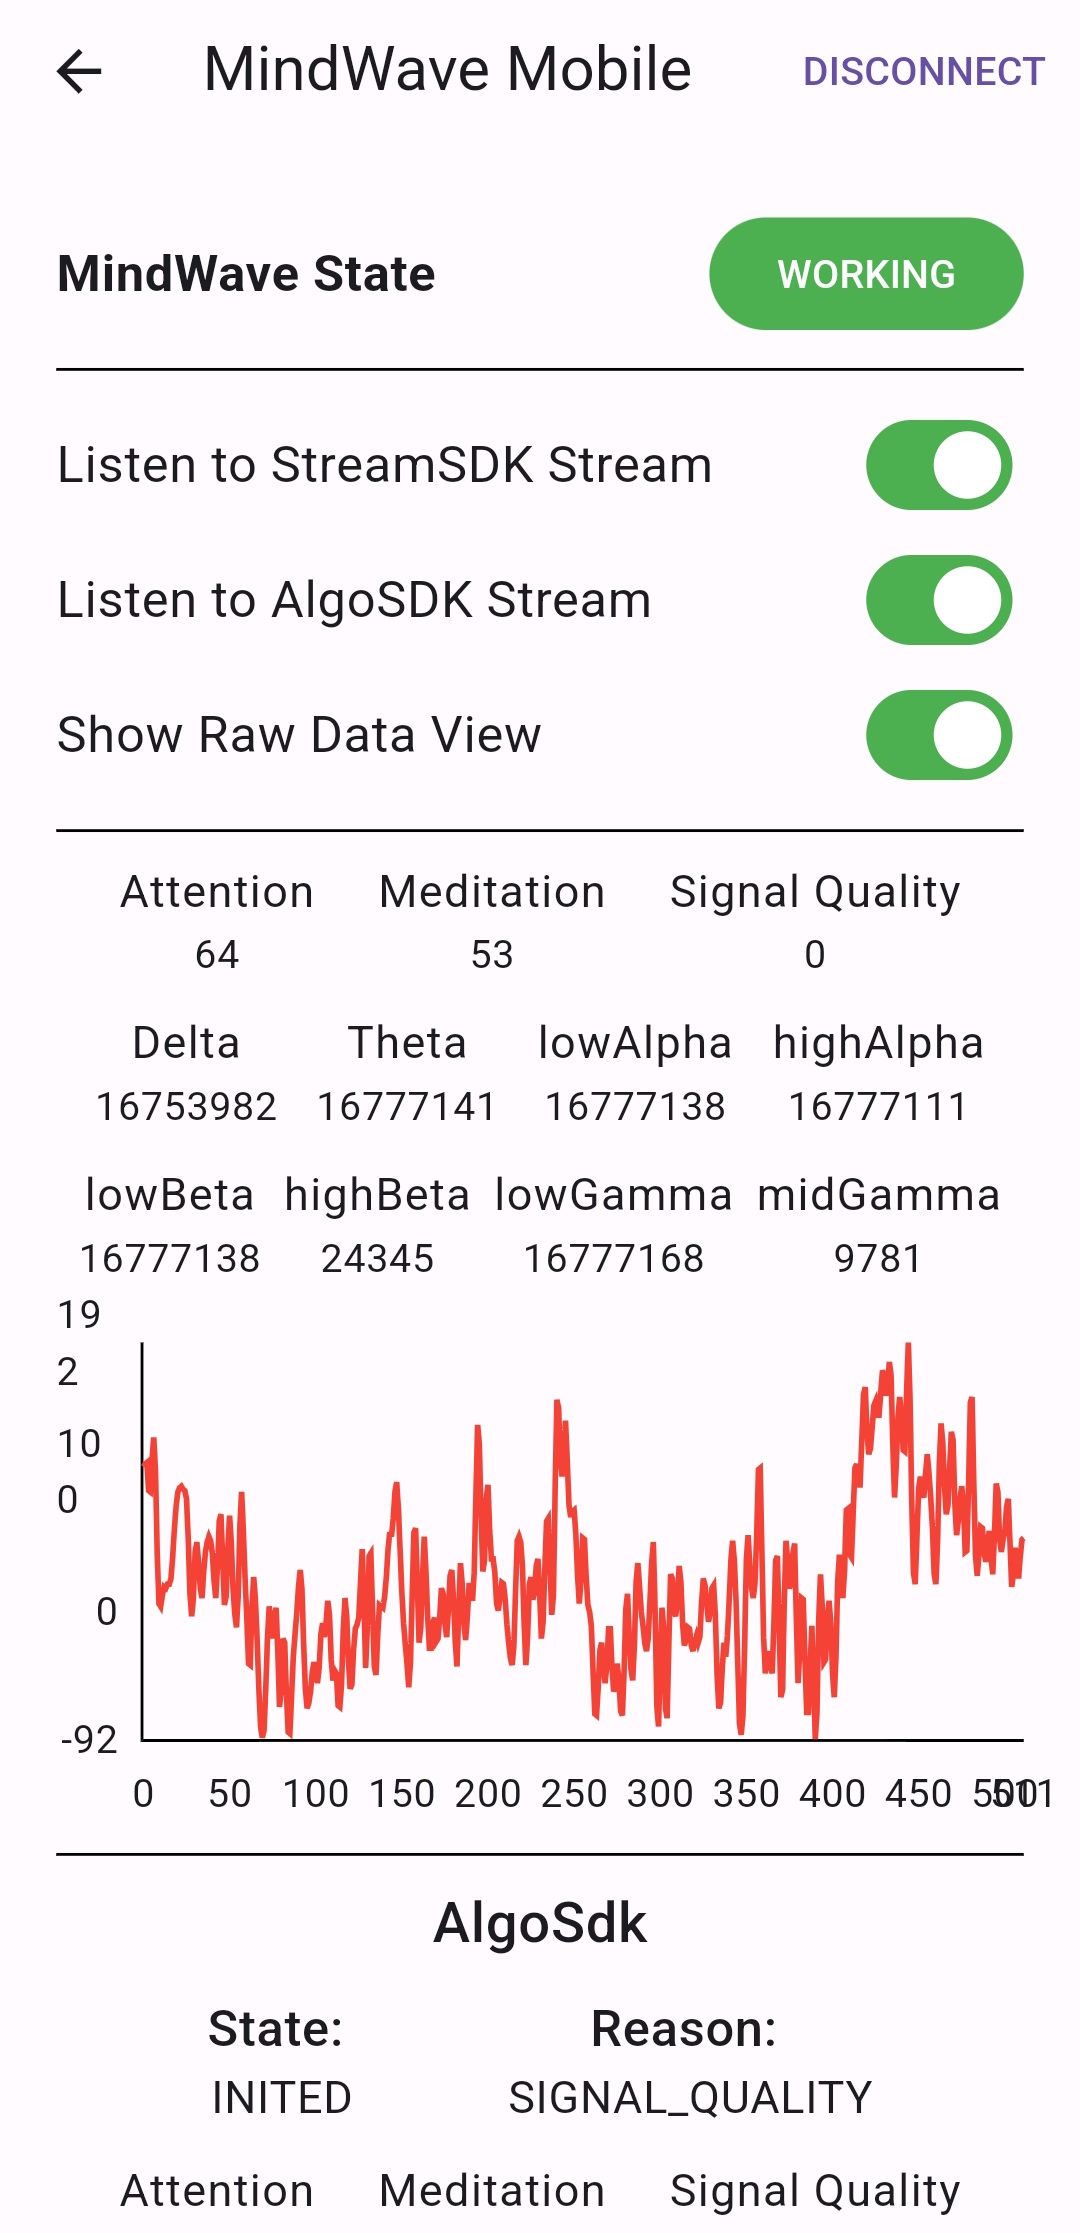 MindWave Mobile DISCONNECT
MindWave State WORKING
Listen to StreamSDK Stream
Listen to AlgoSDK Stream
Show Raw Data View
Attention Meditation Signal Quality
64 53 0
Delta Theta lowAlpha highAlpha
16753982 16777141 16777138 16777111
lowBeta highBeta lowGamma midGamma
16777138 24345 16777168 9781
19
2
10
0
0
-92
0 50 100 150 200 250 300 350 400 450 500 511
AlgoSdk
State: Reason:
INITED SIGNAL_QUALITY
Attention Meditation Signal Quality